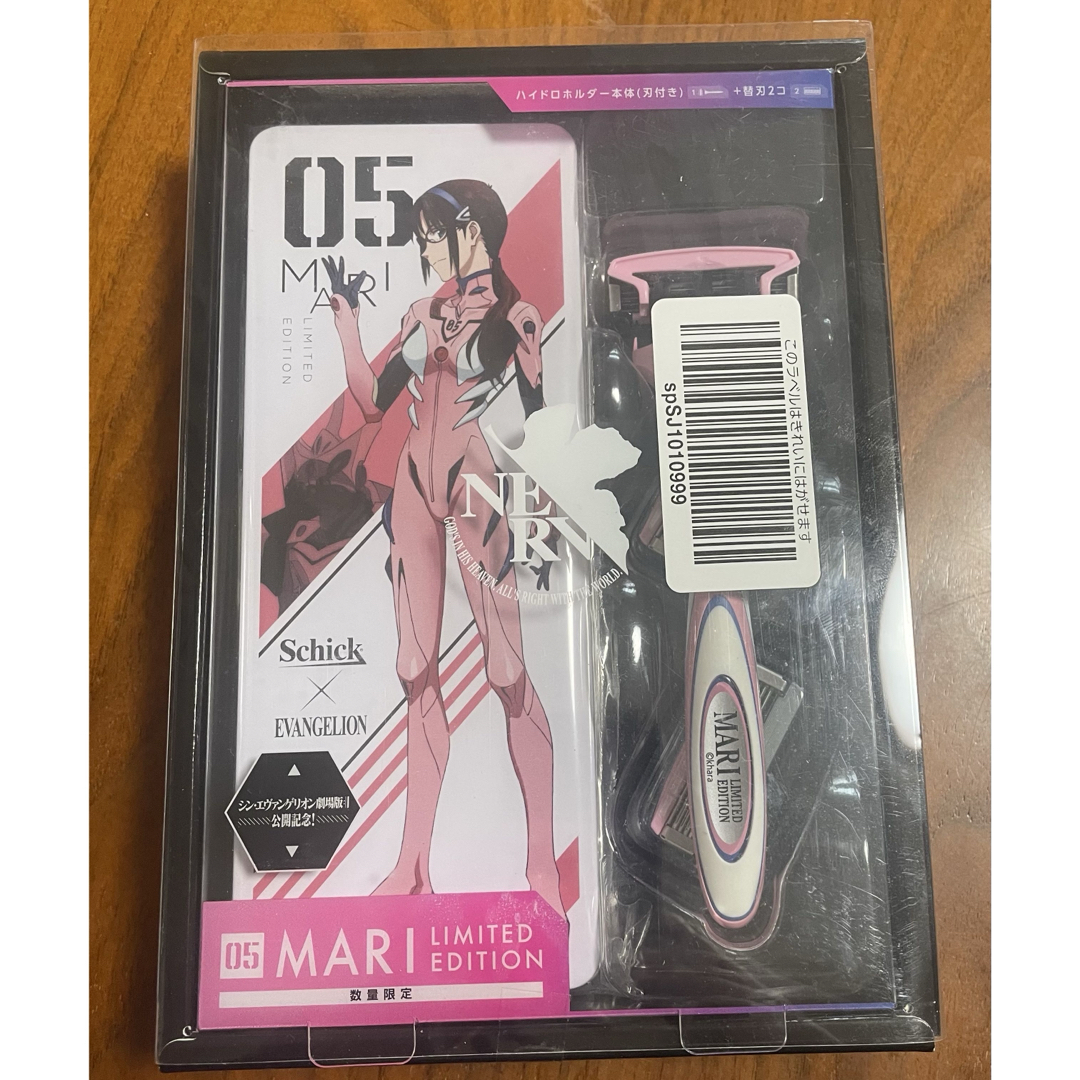 ハイドロホルダー本体(刃付き) 1 +替刃2コ 2
05
MARI
LIMITED
EDITION
05
NERV
GOD'S IN HIS HEAVEN. ALL'S RIGHT WITH THE WORLD.
このラベルはきれいにはがせます
spSJ1010999
Schick
×
EVANGELION
シン・エヴァンゲリオン劇場版:||
公開記念!
MARI
LIMITED
EDITION
©khara
05 MARI LIMITED
EDITION
数量限定